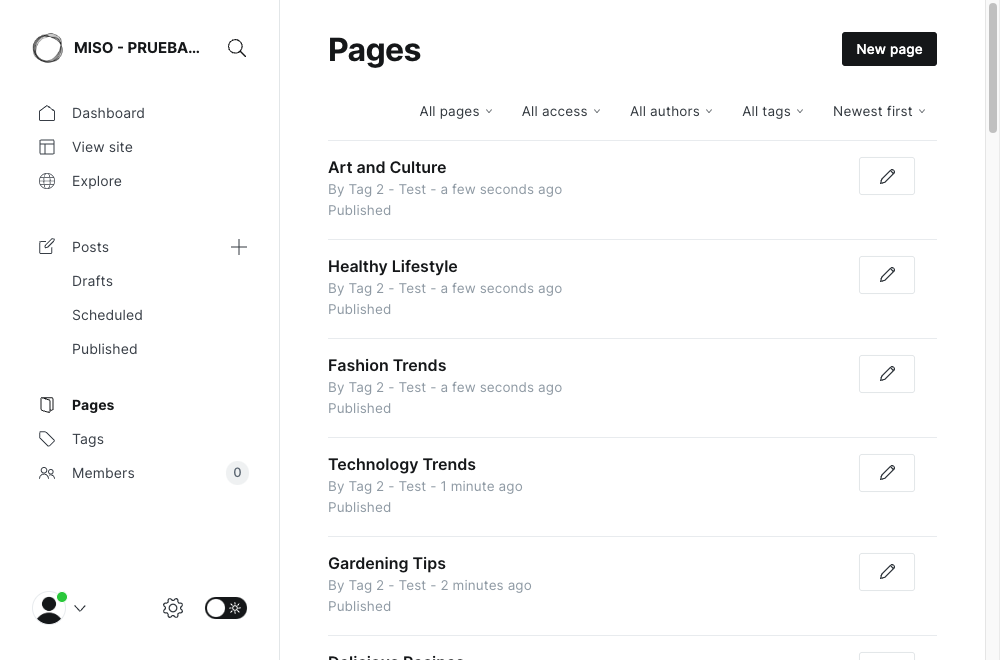 MISO - PRUEBA...
Dashboard
View site
Explore
Posts
Drafts
Scheduled
Published
Pages
Tags
Members
0
Pages
New page
All pages
All access
All authors
All tags
Newest first
Art and Culture
By Tag 2 - Test - a few seconds ago
Published
Healthy Lifestyle
By Tag 2 - Test - a few seconds ago
Published
Fashion Trends
By Tag 2 - Test - a few seconds ago
Published
Technology Trends
By Tag 2 - Test - 1 minute ago
Published
Gardening Tips
By Tag 2 - Test - 2 minutes ago
Published
Delicious Recipes